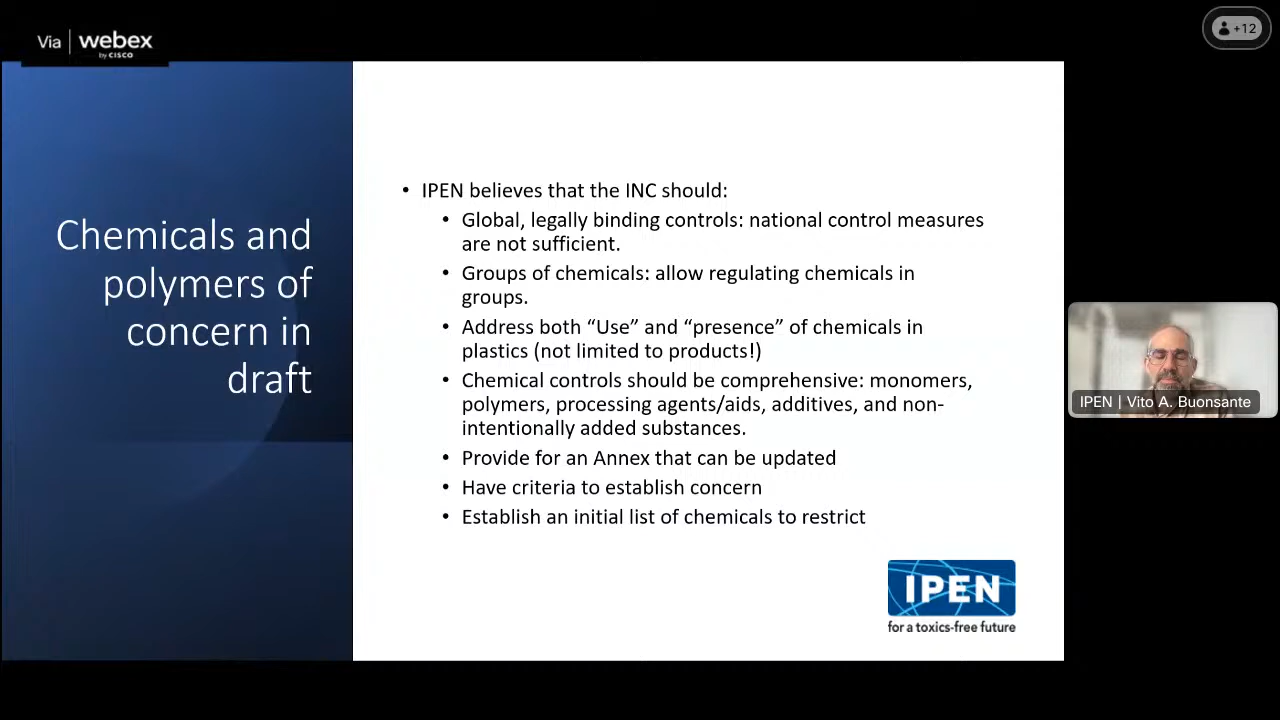 Via | webex
by CISCO
+12
Chemicals and
polymers of
concern in
draft
• IPEN believes that the INC should:
• Global, legally binding controls: national control measures
are not sufficient.
• Groups of chemicals: allow regulating chemicals in
groups.
• Address both “Use” and “presence” of chemicals in
plastics (not limited to products!)
• Chemical controls should be comprehensive: monomers,
polymers, processing agents/aids, additives, and non-
intentionally added substances.
• Provide for an Annex that can be updated
• Have criteria to establish concern
• Establish an initial list of chemicals to restrict
IPEN
for a toxics-free future
IPEN | Vito A. Buonsante